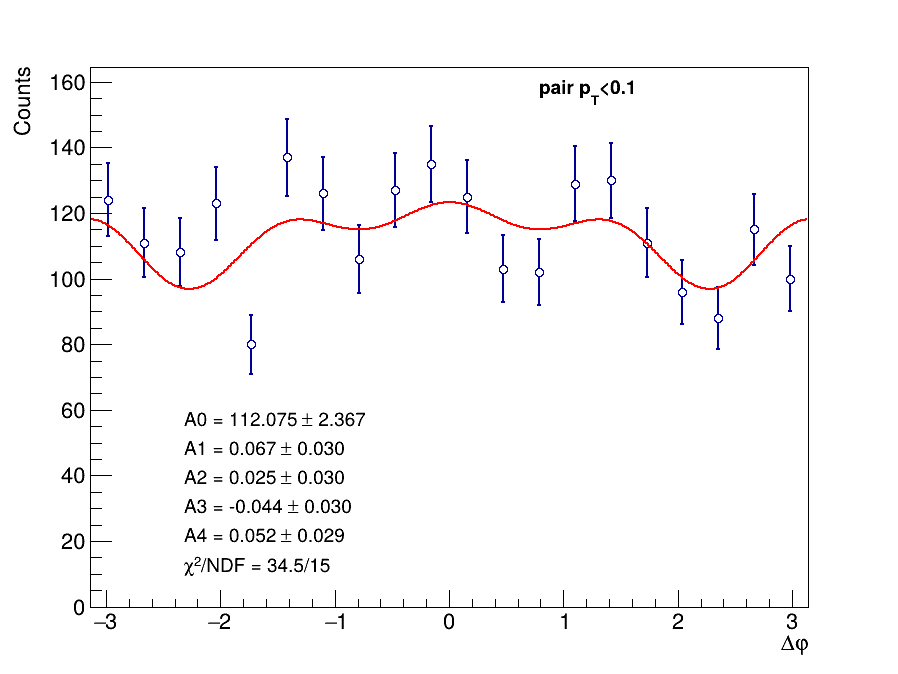 Counts
pair pT<0.1
160
140
120
100
80
60
40
20
0
A0 = 112.075 ± 2.367
A1 = 0.067 ± 0.030
A2 = 0.025 ± 0.030
A3 = -0.044 ± 0.030
A4 = 0.052 ± 0.029
χ²/NDF = 34.5/15
−3 −2 −1 0 1 2 3
Δφ